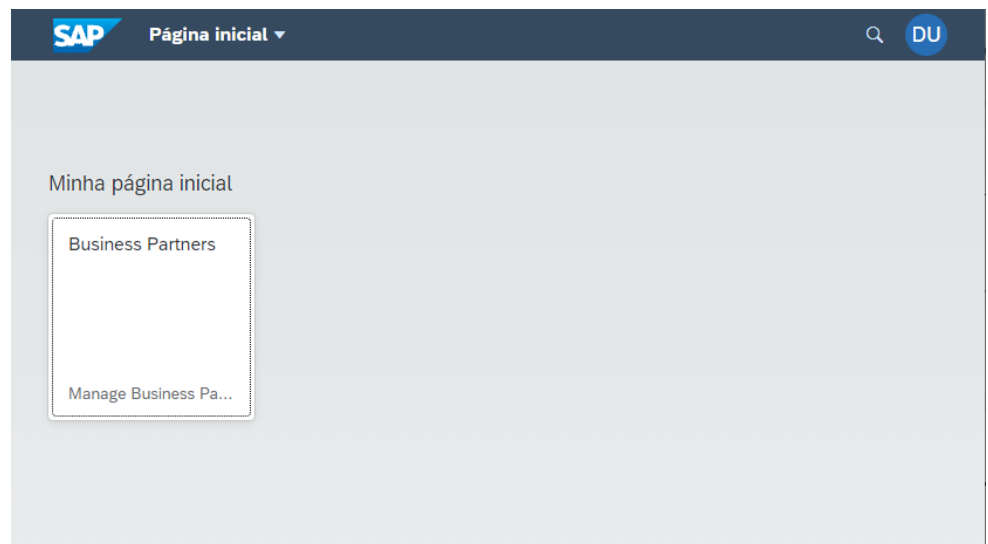 SAP Página inicial DU
Minha página inicial
Business Partners
Manage Business Pa...